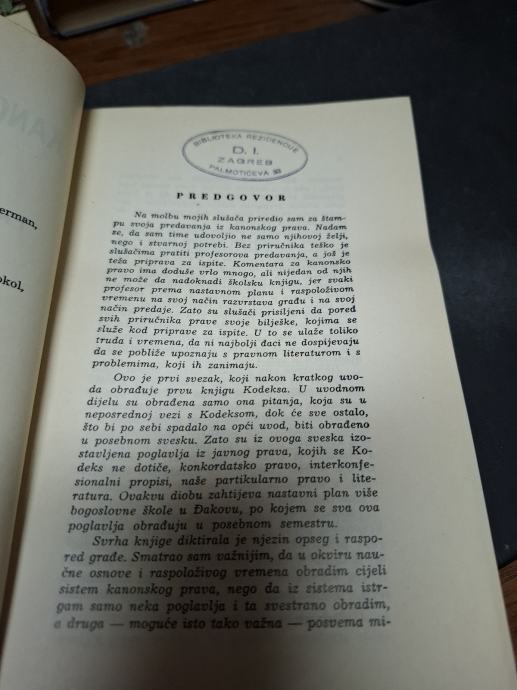 erman,
okol,
BIBLIOTEKA REZIDENCIJE
D. I.
ZAGREB
PALMOTIĆEVA 33
PREDGOVOR
Na molbu mojih slušača priredio sam za štam-
pu svoja predavanja iz kanonskog prava. Nadam
se, da sam time udovoljio ne samo njihovoj želji,
nego i stvarnoj potrebi. Bez priručnika teško je
slušačima pratiti profesorova predavanja, a još je
teža priprava za ispite. Komentara za kanonsko
pravo ima doduše vrlo mnogo, ali nijedan od njih
ne može da nadoknadi školsku knjigu, jer svaki
profesor prema nastavnom planu i raspoloživom
vremenu na svoj način razvrstava građu i na svoj
način predaje. Zato su slušači prisiljeni da pored
svih priručnika prave svoje bilješke, kojima se
služe kod priprave za ispite. U to se ulaže toliko
truda i vremena, da ni najbolji đaci ne dospijevaju
da se pobliže upoznaju s pravnom literaturom i s
problemima, koji ih zanimaju.
Ovo je prvi svezak, koji nakon kratkog uvo-
da obrađuje prvu knjigu Kodeksa. U uvodnom
dijelu su obrađena samo ona pitanja, koja su u
neposrednoj vezi s Kodeksom, dok će sve ostalo,
što bi po sebi spadalo na opći uvod, biti obrađeno
u posebnom svesku. Zato su iz ovoga sveska izo-
stavljena poglavlja iz javnog prava, kojih se Ko-
deks ne dotiče, konkordatsko pravo, interkonfe-
sionalni propisi, naše partikularno pravo i lite-
ratura. Ovakvu diobu zahtijeva nastavni plan više
bogoslovne škole u Đakovu, po kojem se sva ova
poglavlja obrađuju u posebnom semestru.
Svrha knjige diktirala je njezin opseg i raspo-
red građe. Smatrao sam važnijim, da u okviru nau-
čne osnove i raspoloživog vremena obradim cijeli
sistem kanonskog prava, nego da iz sistema istr-
gam samo neka poglavlja i ta svestrano obradim,
a druga — moguće isto tako važna — posvema mi-